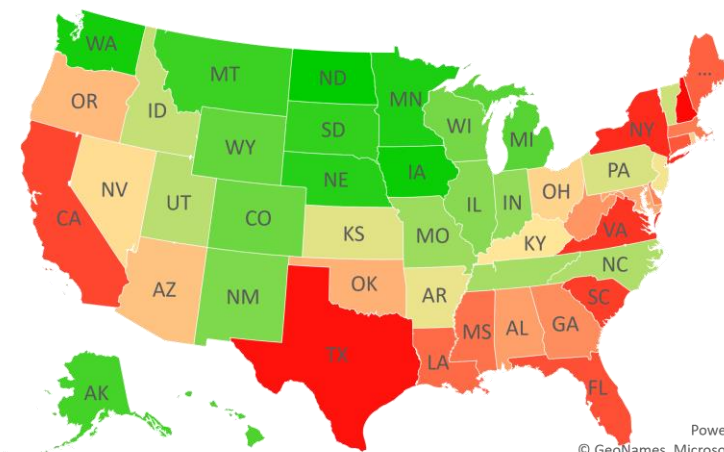 WA
MT
ND
MN
OR
ID
WY
SD
WI
MI
...
NY
NV
UT
CO
NE
IA
IL
IN
OH
PA
CA
KS
MO
KY
VA
AZ
NM
OK
AR
NC
TX
LA
MS
AL
GA
SC
FL
AK
Powe
© GeoNames, Microso